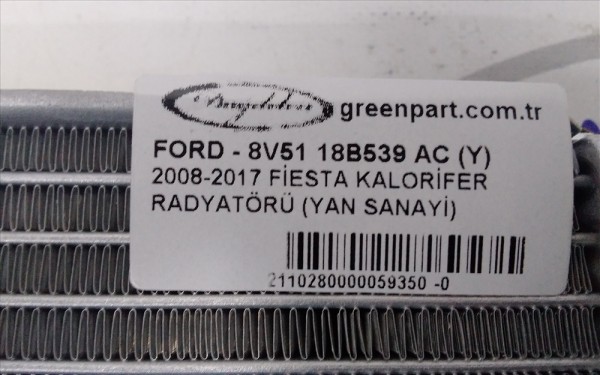 greenpart.com.tr
FORD - 8V51 18B539 AC (Y)
2008-2017 FİESTA KALORİFER
RADYATÖRÜ (YAN SANAYİ)
2110280000059350 -0